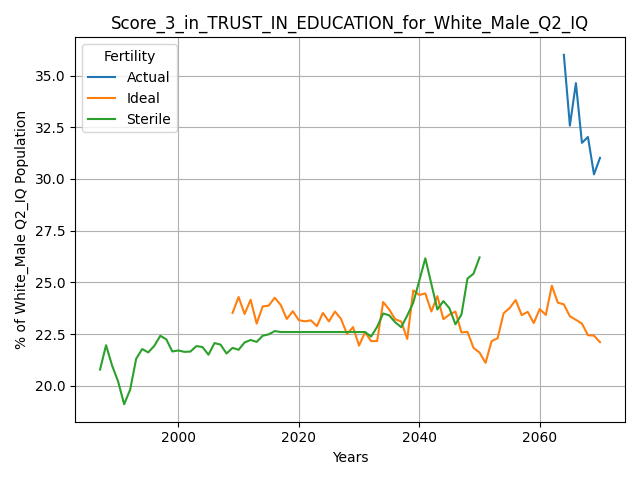 Score_3_in_TRUST_IN_EDUCATION_for_White_Male_Q2_IQ
Fertility
Actual
Ideal
Sterile
% of White_Male Q2_IQ Population
35.0
32.5
30.0
27.5
25.0
22.5
20.0
2000
2020
2040
2060
Years